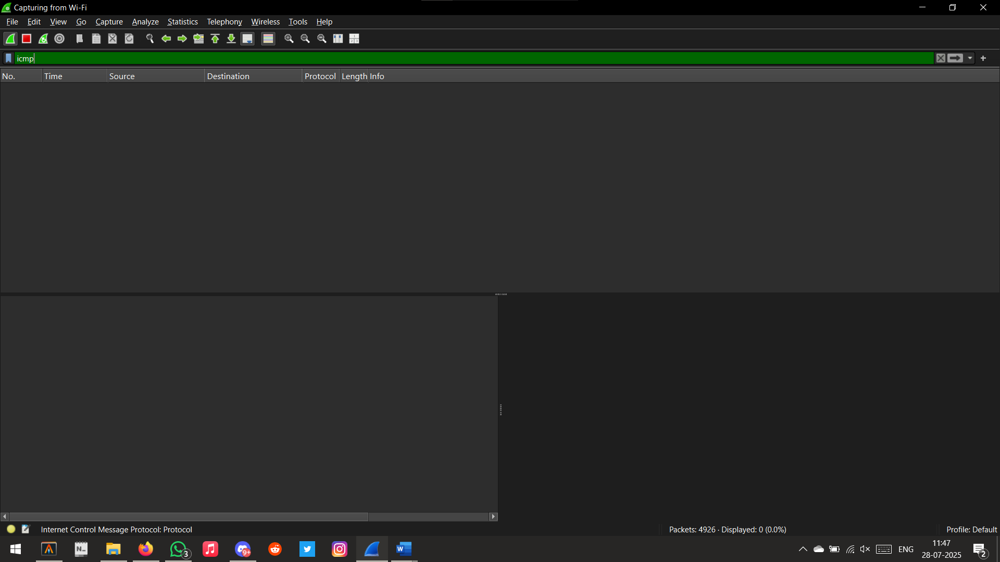 Capturing from Wi-Fi
File Edit View Go Capture Analyze Statistics Telephony Wireless Tools Help
icmp
No. Time Source Destination Protocol Length Info
Internet Control Message Protocol: Protocol
Packets: 4926 · Displayed: 0 (0.0%)
Profile: Default
N_
3
9+
W
ENG
11:47
28-07-2025
2